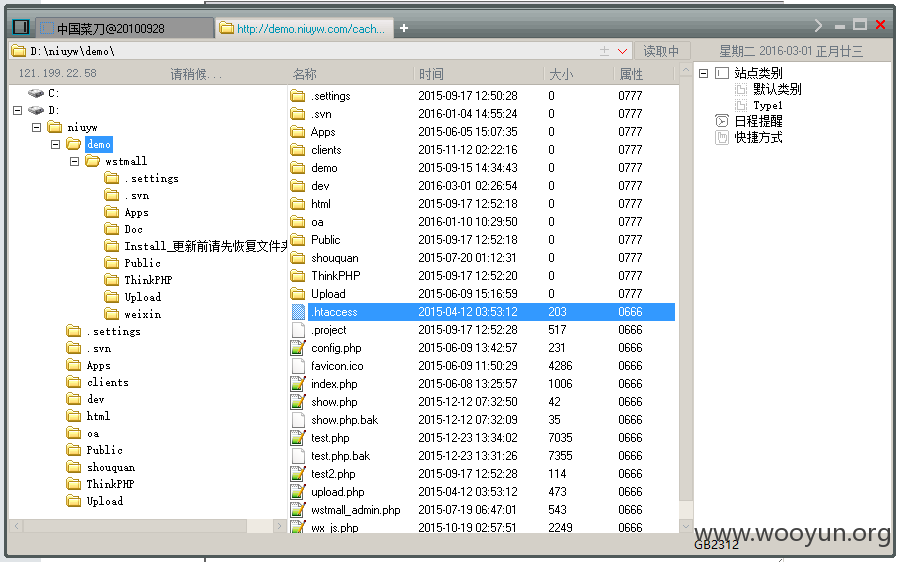 中国菜刀@20100928
http://demo.niuyw.com/cach...
+
D:\niuyw\demo\
读取中
星期二 2016-03-01 正月廿三
121.199.22.58
请稍候...
C:
D:
niuyw
demo
wstmall
.settings
.svn
Apps
Doc
Install_更新前请先恢复文件夹
Public
ThinkPHP
Upload
weixin
.settings
.svn
Apps
clients
dev
html
oa
Public
shouquan
ThinkPHP
Upload
名称 时间 大小 属性
.settings 2015-09-17 12:50:28 0 0777
.svn 2016-01-04 14:55:24 0 0777
Apps 2015-06-05 15:07:35 0 0777
clients 2015-11-12 02:22:16 0 0777
demo 2015-09-15 14:34:43 0 0777
dev 2016-03-01 02:26:54 0 0777
html 2015-09-17 12:52:18 0 0777
oa 2016-01-10 10:29:50 0 0777
Public 2015-09-17 12:52:18 0 0777
shouquan 2015-07-20 01:12:31 0 0777
ThinkPHP 2015-09-17 12:52:20 0 0777
Upload 2015-06-09 15:16:59 0 0777
.htaccess 2015-04-12 03:53:12 203 0666
.project 2015-09-17 12:52:28 517 0666
config.php 2015-06-09 13:42:57 231 0666
favicon.ico 2015-06-09 11:50:29 4286 0666
index.php 2015-06-08 13:25:57 1006 0666
show.php 2015-12-12 07:32:50 42 0666
show.php.bak 2015-12-12 07:32:09 35 0666
test.php 2015-12-23 13:34:02 7035 0666
test.php.bak 2015-12-23 13:31:26 7355 0666
test2.php 2015-09-17 12:52:28 114 0666
upload.php 2015-04-12 03:53:12 473 0666
wstmall_admin.php 2015-07-19 06:47:01 543 0666
wx_js.php 2015-10-19 02:57:51 2249 0666
站点类别
默认类别
Type1
日程提醒
快捷方式
www.wooyun.org
GB2312